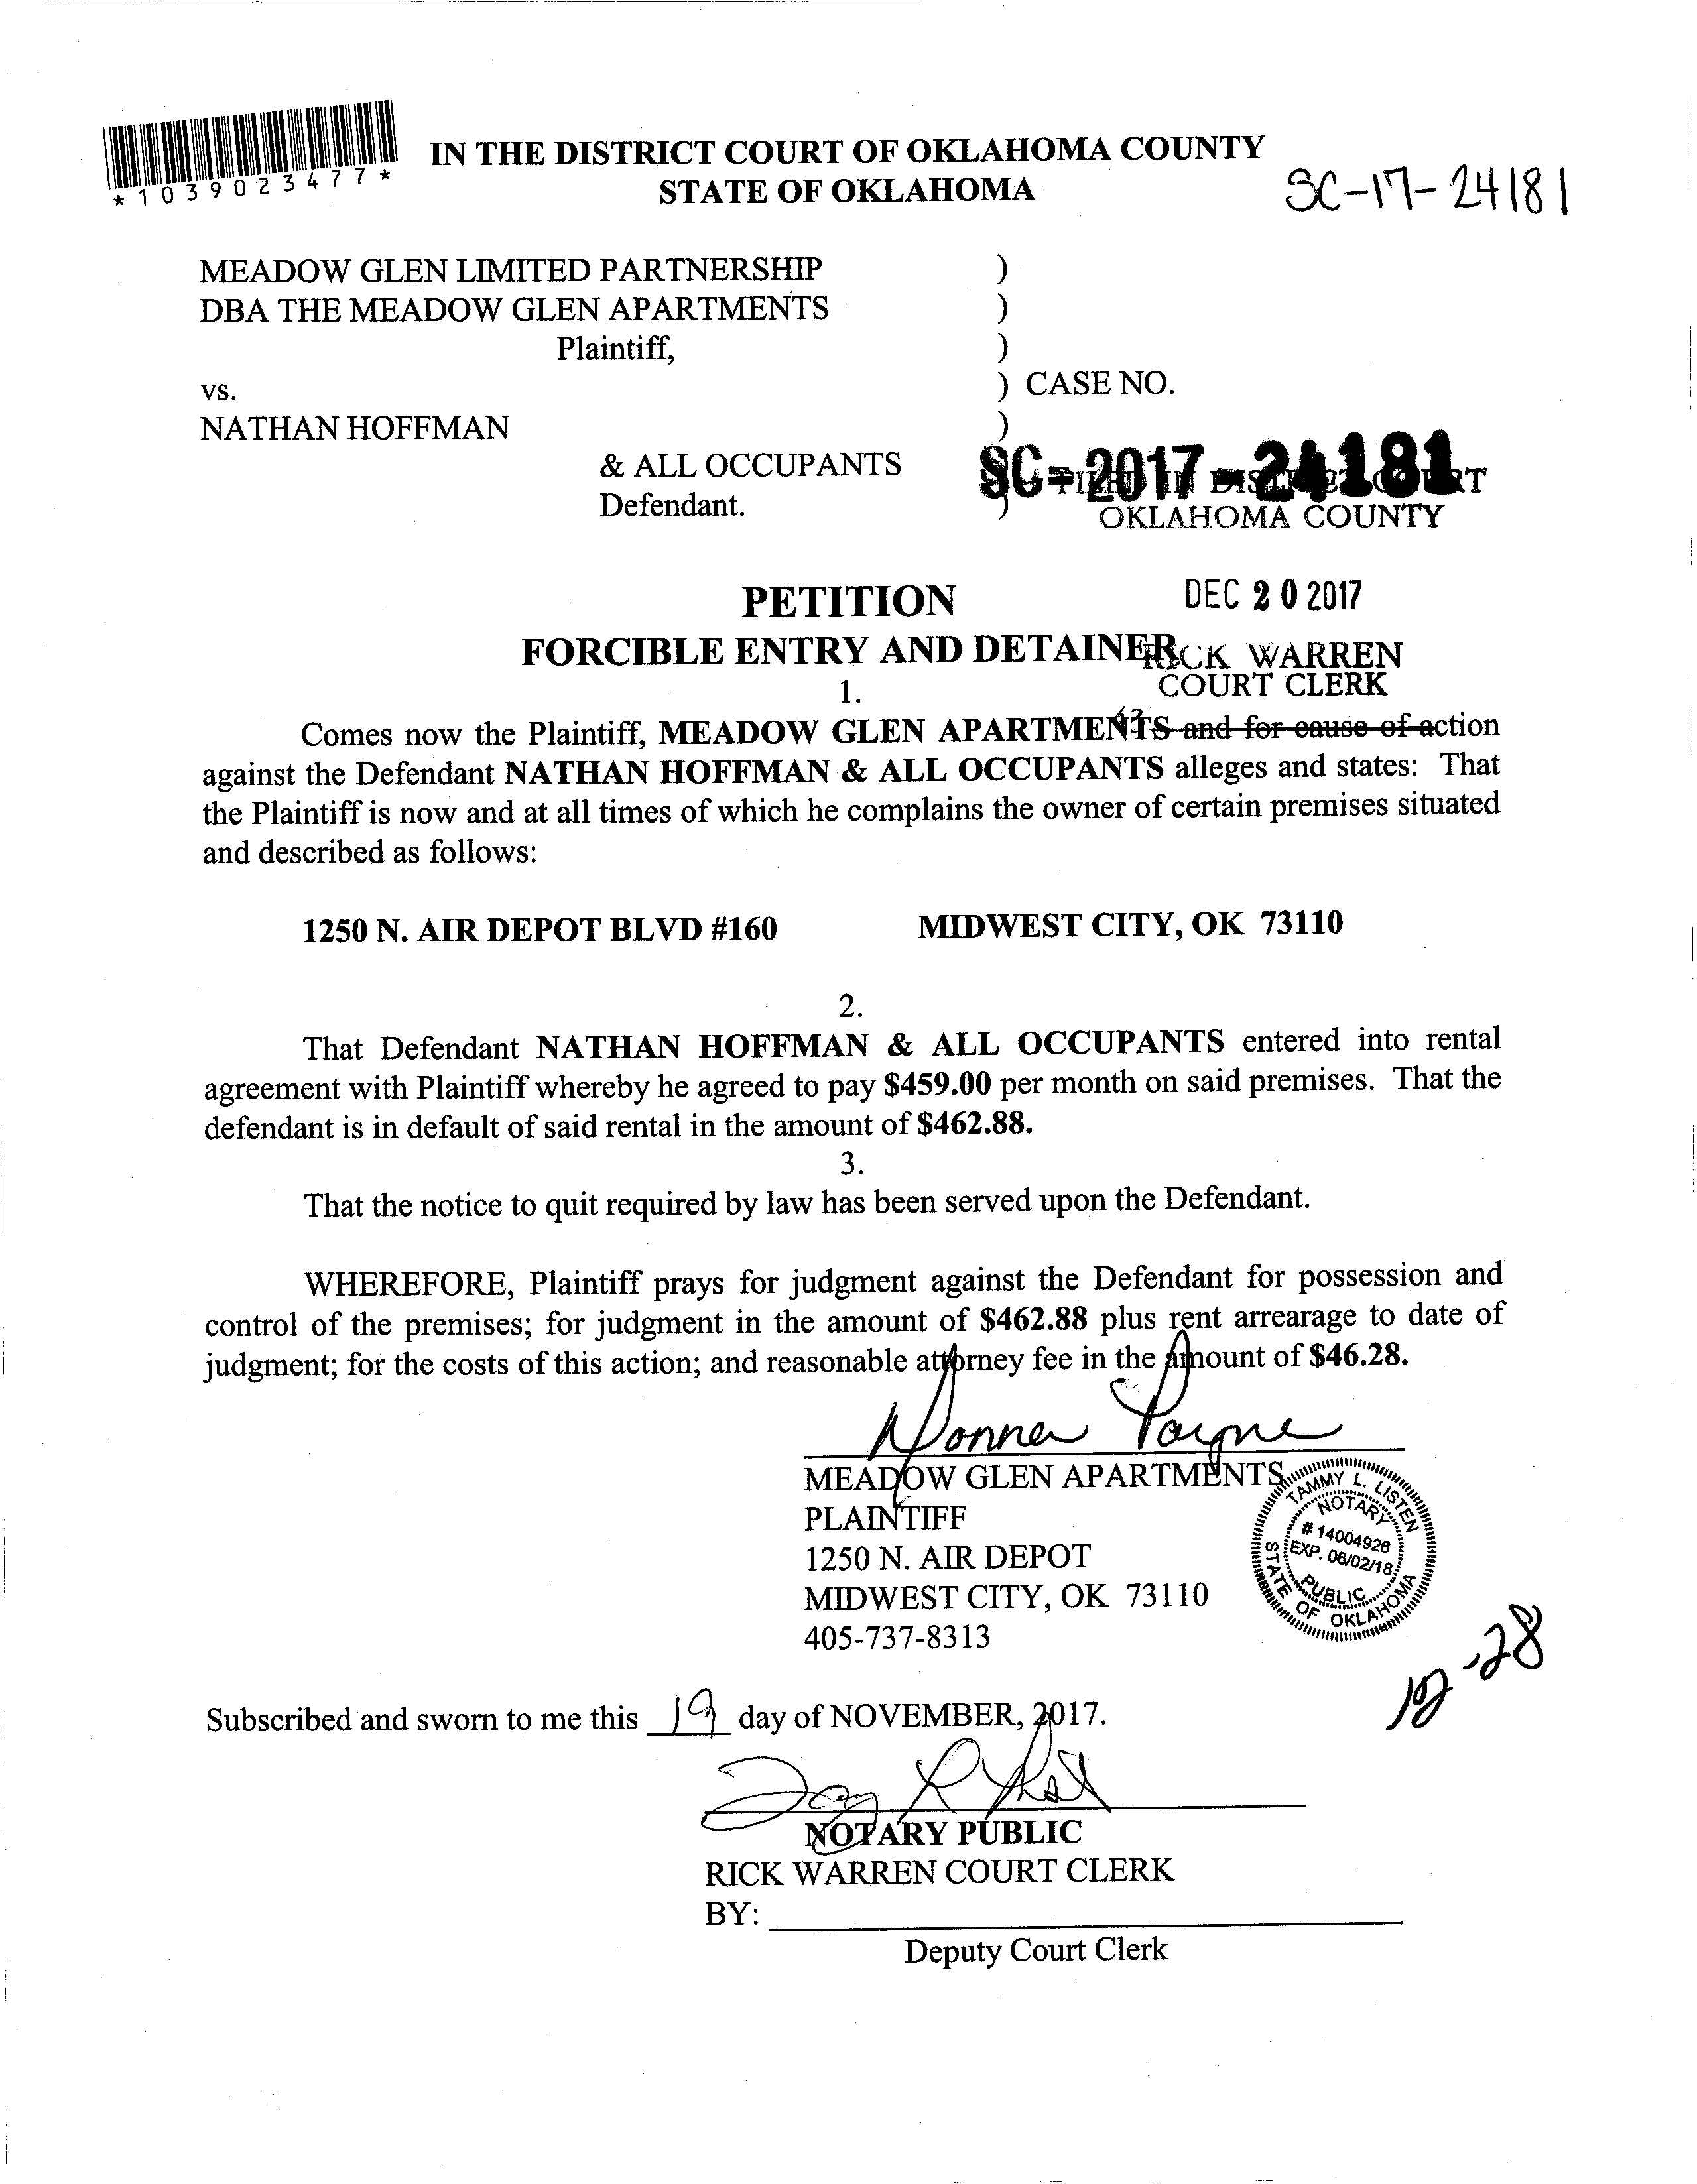 *1039023477*
IN THE DISTRICT COURT OF OKLAHOMA COUNTY
STATE OF OKLAHOMA
SC-17-24181
MEADOW GLEN LIMITED PARTNERSHIP )
DBA THE MEADOW GLEN APARTMENTS )
Plaintiff, )
vs. ) CASE NO.
NATHAN HOFFMAN )
& ALL OCCUPANTS
SC-2017-24181
FILED IN DISTRICT COURT
Defendant. )
OKLAHOMA COUNTY
PETITION
DEC 20 2017
FORCIBLE ENTRY AND DETAINER
RICK WARREN
1.
COURT CLERK
Comes now the Plaintiff, MEADOW GLEN APARTMENTS and for cause of action
against the Defendant NATHAN HOFFMAN & ALL OCCUPANTS alleges and states: That
the Plaintiff is now and at all times of which he complains the owner of certain premises situated
and described as follows:
1250 N. AIR DEPOT BLVD #160 MIDWEST CITY, OK 73110
2.
That Defendant NATHAN HOFFMAN & ALL OCCUPANTS entered into rental
agreement with Plaintiff whereby he agreed to pay $459.00 per month on said premises. That the
defendant is in default of said rental in the amount of $462.88.
3.
That the notice to quit required by law has been served upon the Defendant.
WHEREFORE, Plaintiff prays for judgment against the Defendant for possession and
control of the premises; for judgment in the amount of $462.88 plus rent arrearage to date of
judgment; for the costs of this action; and reasonable attorney fee in the amount of $46.28.
Donna Payne
MEADOW GLEN APARTMENTS
PLAINTIFF
1250 N. AIR DEPOT
MIDWEST CITY, OK 73110
405-737-8313
TAMMY L. LISTEN
NOTARY
# 14004926
EXP. 06/02/18
PUBLIC
STATE OF OKLAHOMA
12-28
Subscribed and sworn to me this 19 day of NOVEMBER, 2017.
NOTARY PUBLIC
RICK WARREN COURT CLERK
BY:
Deputy Court Clerk